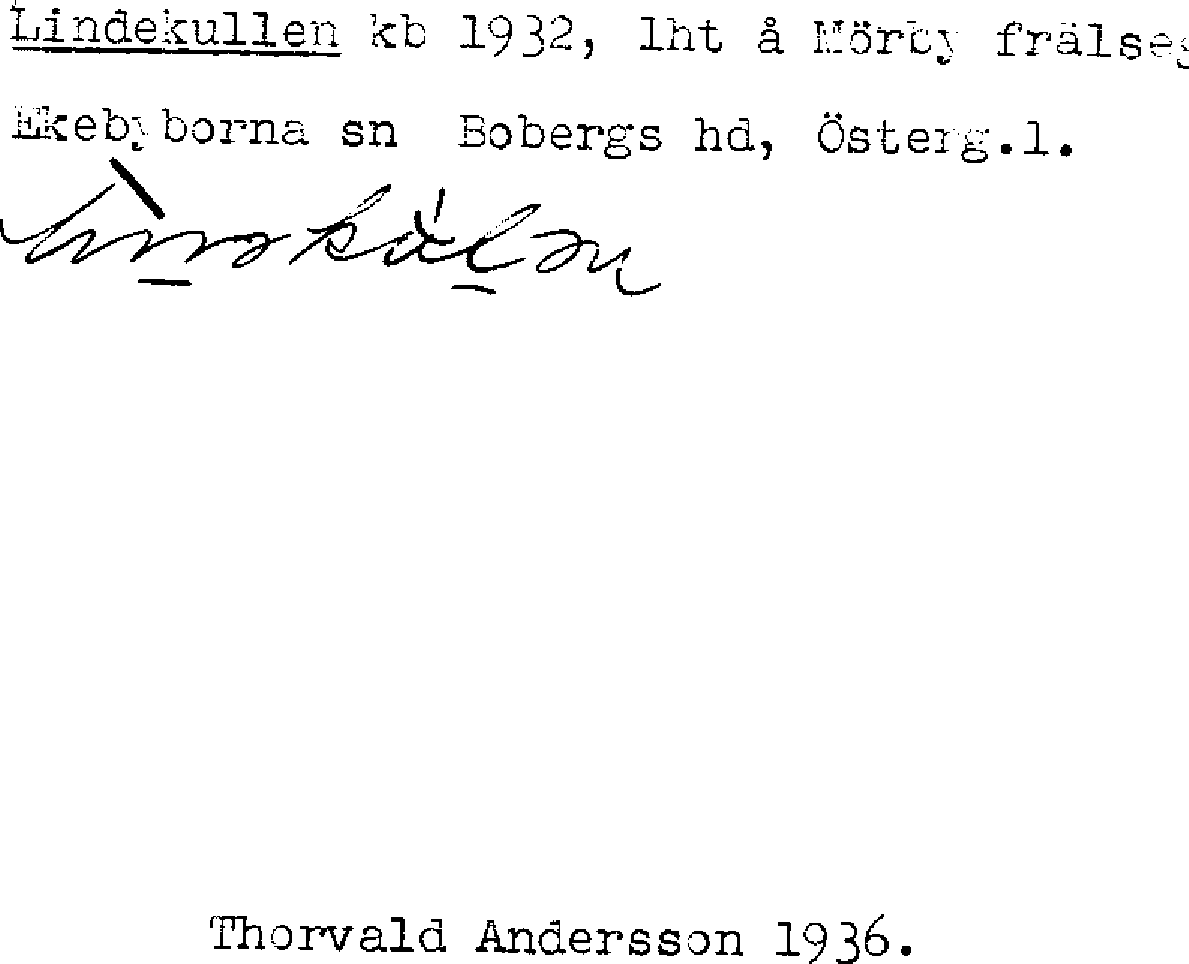 Lindekullen kb 1932, lht å Mörby frälseg
Ekebyborna sn Bobergs hd, Österg.l.
Thorvald Andersson 1936.